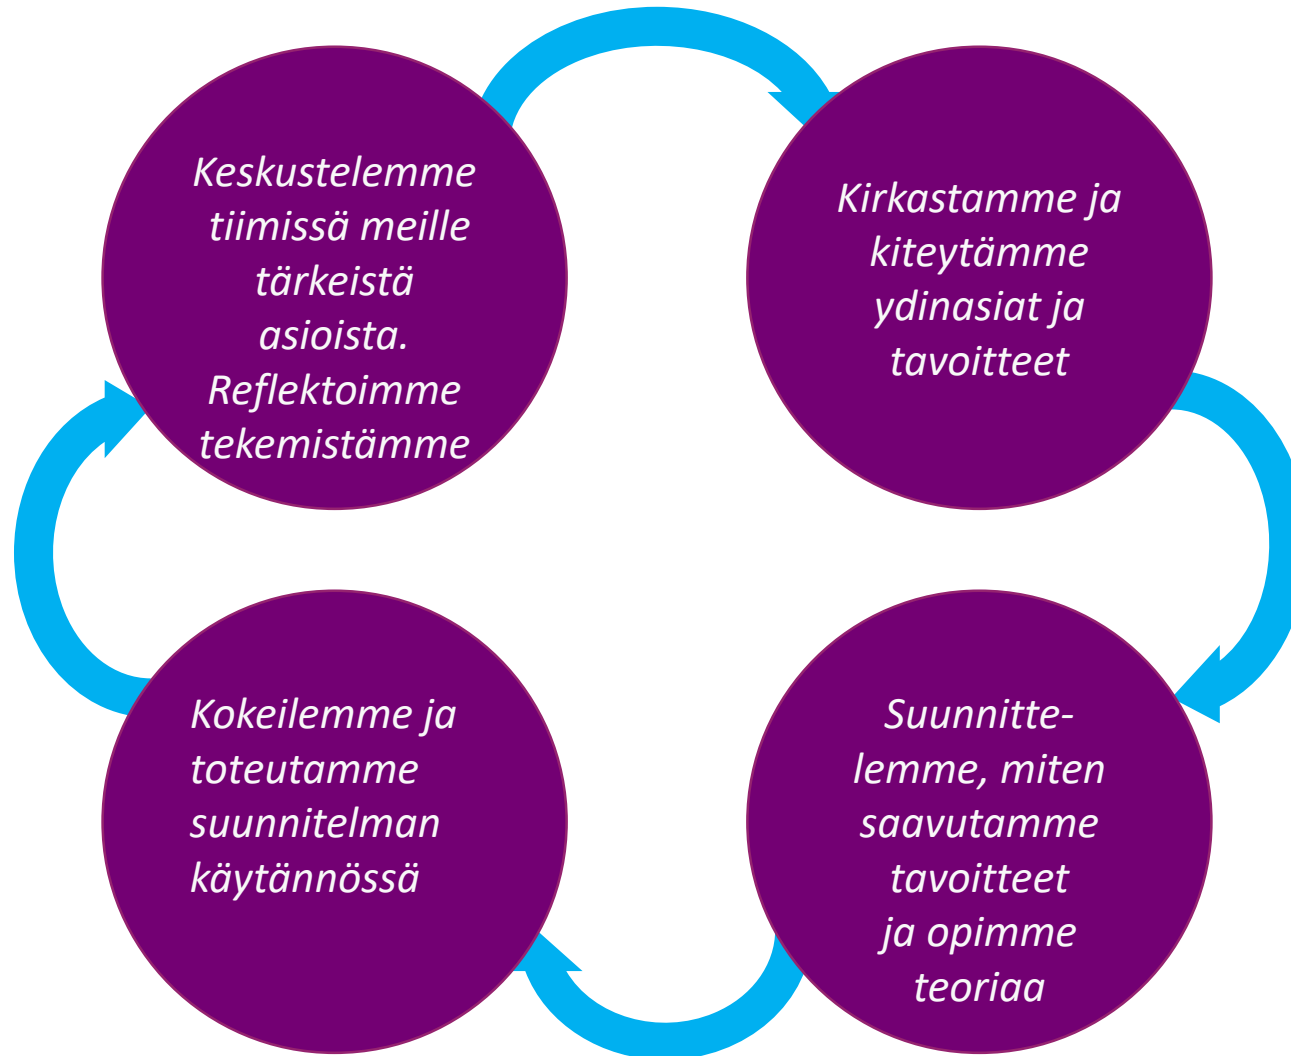 Keskustelemme
tiimissä meille
tärkeistä
asioista.
Reflektoimme
tekemistämme
Kirkastamme ja
kiteytämme
ydinasiat ja
tavoitteet
Suunnitte-
lemme, miten
saavutamme
tavoitteet
ja opimme
teoriaa
Kokeilemme ja
toteutamme
suunnitelman
käytännössä